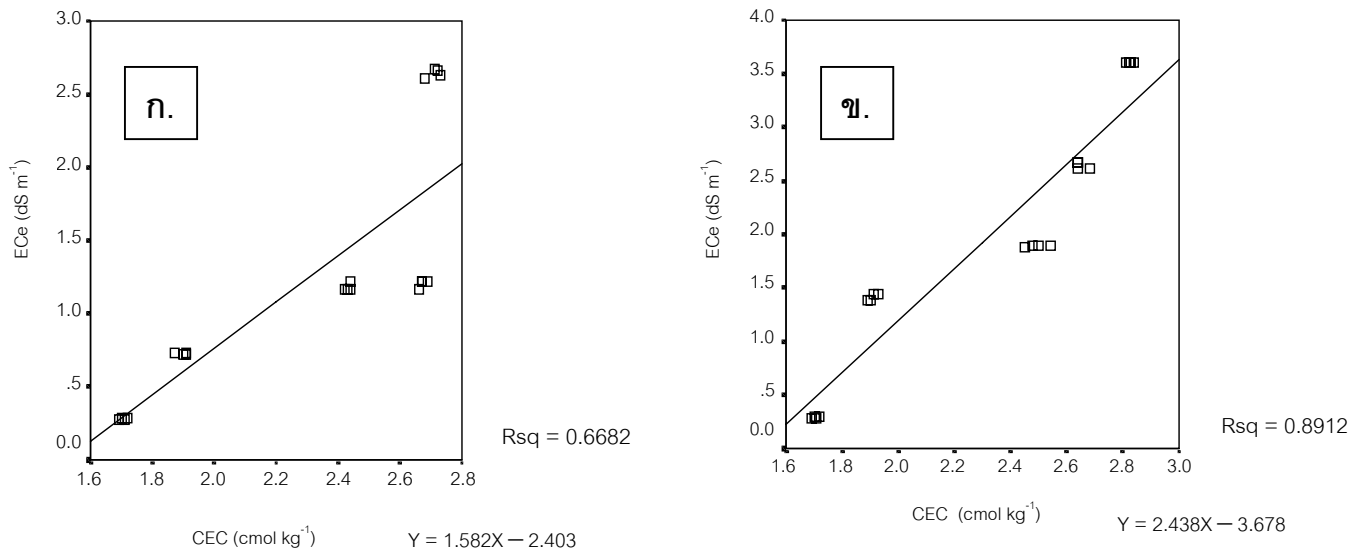 3.0
2.5
2.0
1.5
1.0
.5
0.0
ECe (dS m⁻¹)
ก.
1.6 1.8 2.0 2.2 2.4 2.6 2.8
CEC (cmol kg⁻¹)
Rsq = 0.6682
Y = 1.582X – 2.403
4.0
3.5
3.0
2.5
2.0
1.5
1.0
.5
0.0
ECe (dS m⁻¹)
ข.
1.6 1.8 2.0 2.2 2.4 2.6 2.8 3.0
CEC (cmol kg⁻¹)
Rsq = 0.8912
Y = 2.438X – 3.678